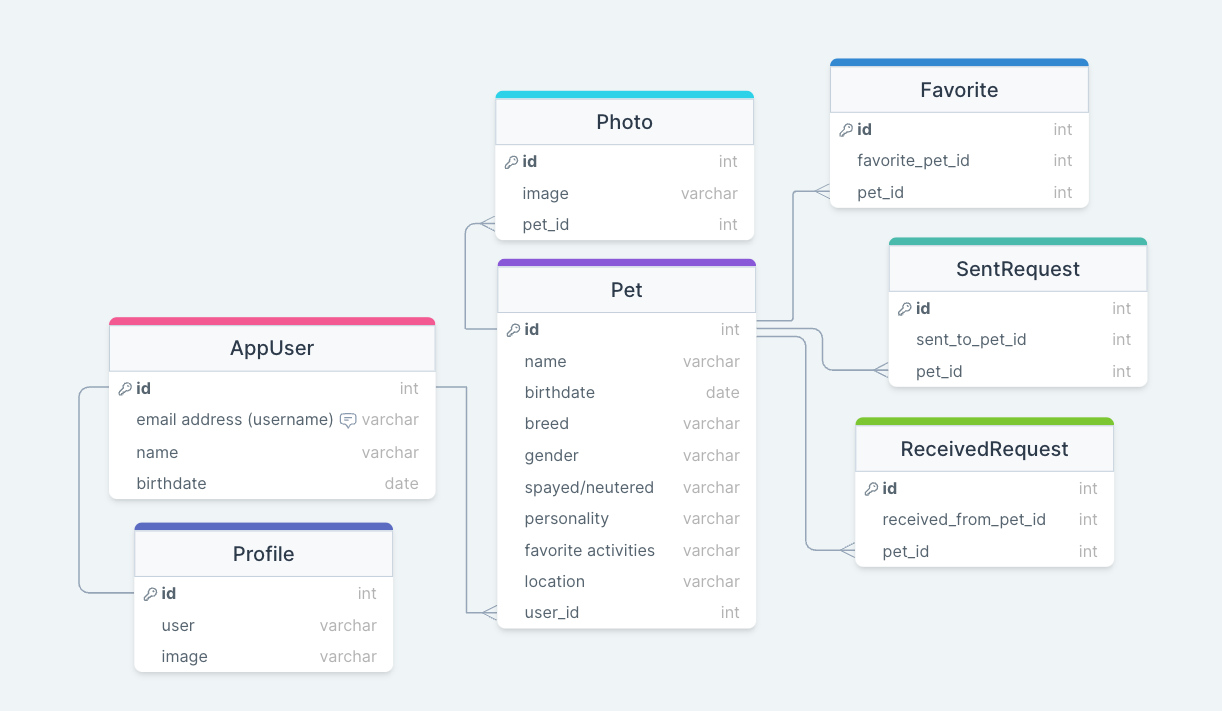 Photo
id int
image varchar
pet_id int
Favorite
id int
favorite_pet_id int
pet_id int
SentRequest
id int
sent_to_pet_id int
pet_id int
Pet
id int
name varchar
birthdate date
breed varchar
gender varchar
spayed/neutered varchar
personality varchar
favorite activities varchar
location varchar
user_id int
AppUser
id int
email address (username) varchar
name varchar
birthdate date
ReceivedRequest
id int
received_from_pet_id int
pet_id int
Profile
id int
user varchar
image varchar